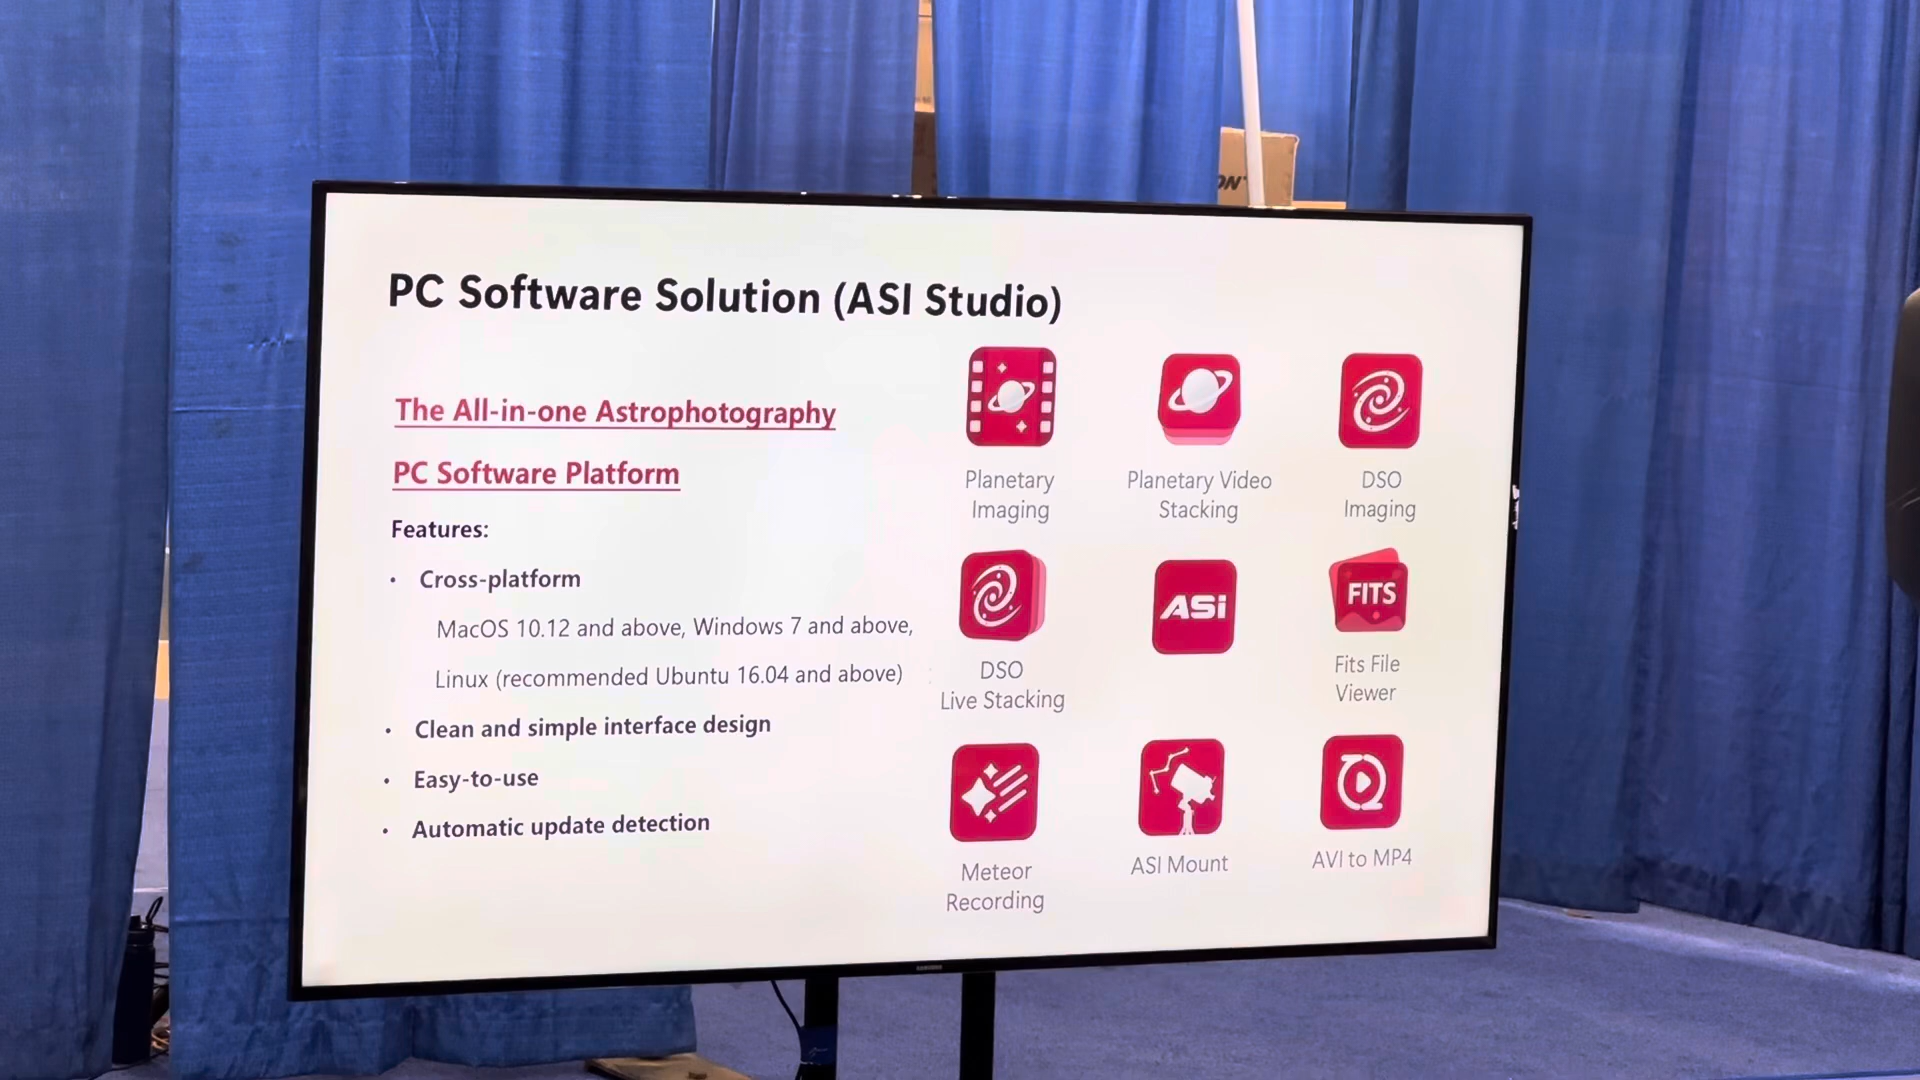 PC Software Solution (ASI Studio)
The All-in-one Astrophotography
PC Software Platform
Features:
• Cross-platform
MacOS 10.12 and above, Windows 7 and above,
Linux (recommended Ubuntu 16.04 and above)
• Clean and simple interface design
• Easy-to-use
• Automatic update detection
Planetary
Imaging
Planetary Video
Stacking
DSO
Imaging
DSO
Live Stacking
ASi
FITS
Fits File
Viewer
Meteor
Recording
ASI Mount
AVI to MP4
SAMSUNG